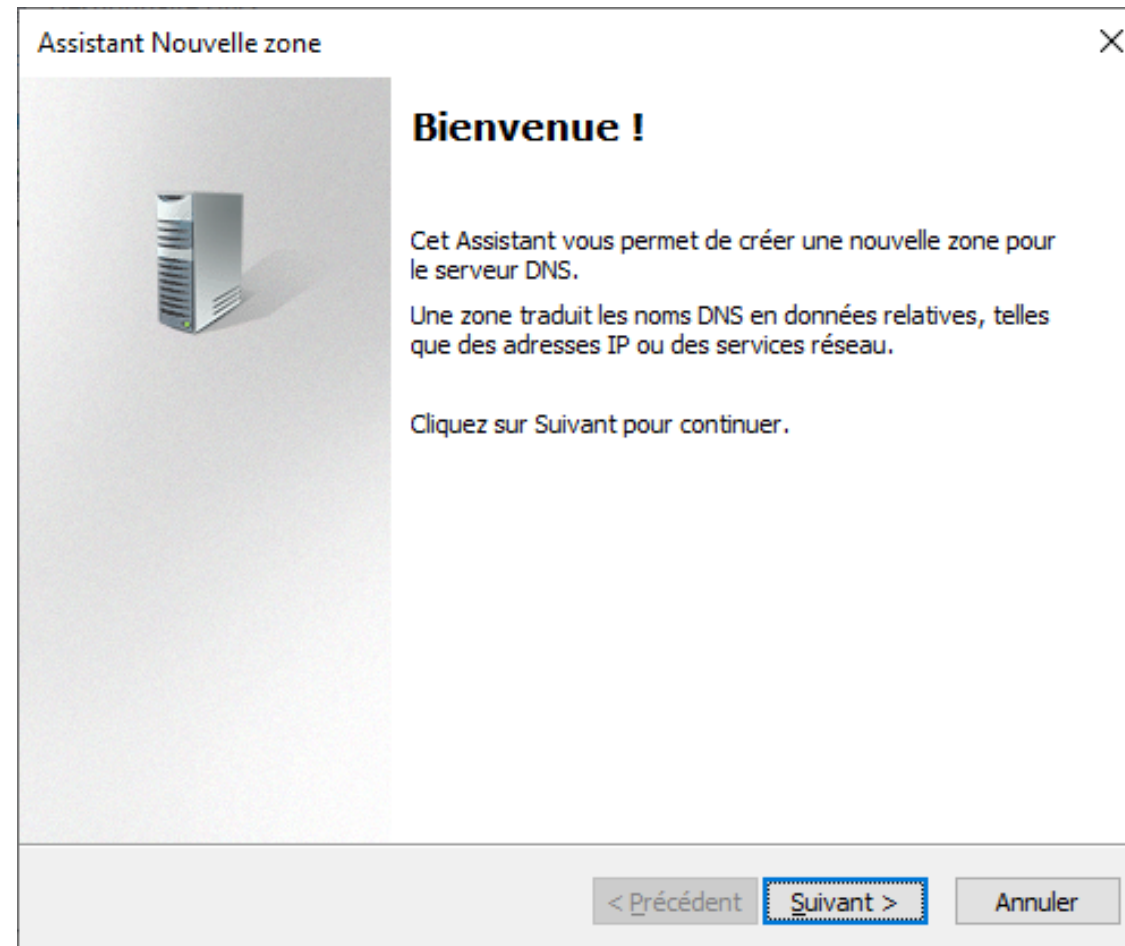 Assistant Nouvelle zone
Bienvenue !
Cet Assistant vous permet de créer une nouvelle zone pour
le serveur DNS.
Une zone traduit les noms DNS en données relatives, telles
que des adresses IP ou des services réseau.
Cliquez sur Suivant pour continuer.
< Précédent Suivant > Annuler